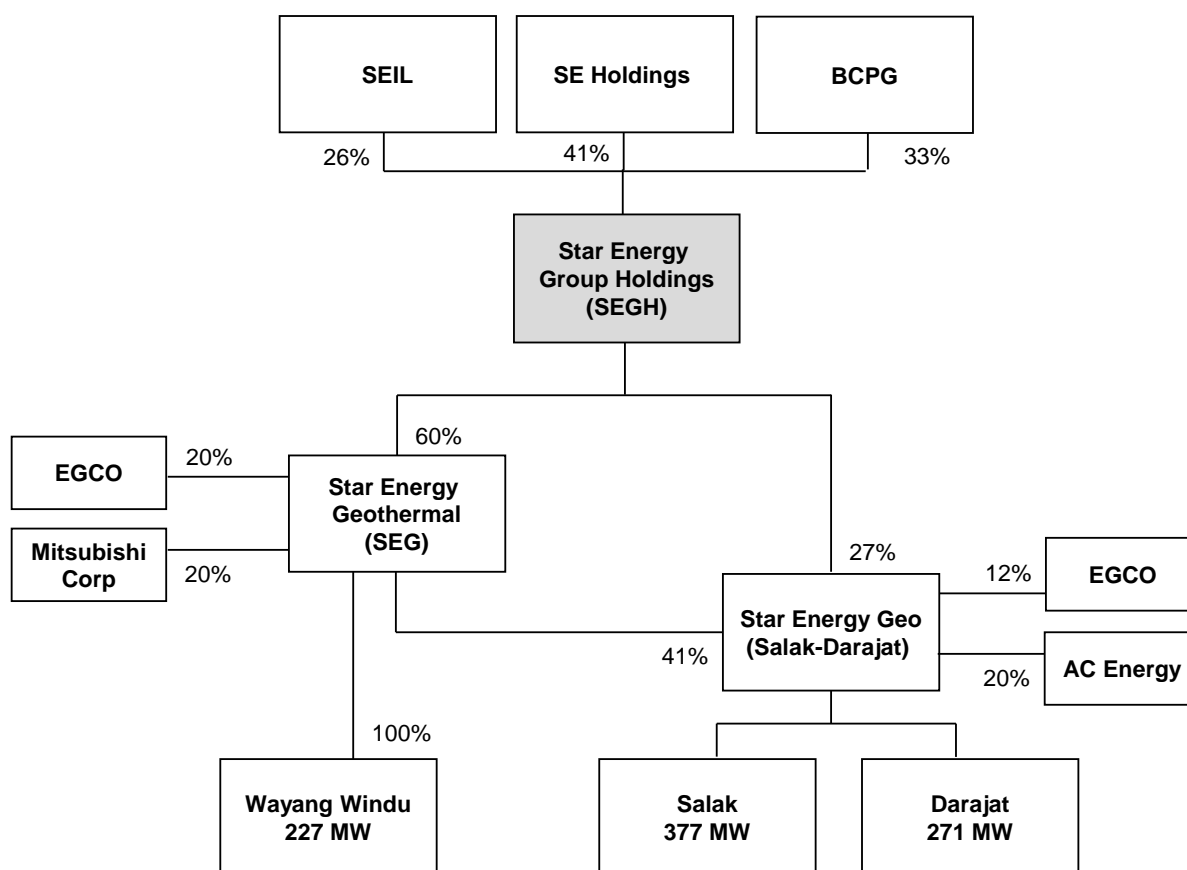 SEIL
SE Holdings
BCPG
26%
41%
33%
Star Energy
Group Holdings
(SEGH)
60%
EGCO
20%
Star Energy
Geothermal
(SEG)
Mitsubishi
Corp
20%
27%
12%
EGCO
Star Energy Geo
(Salak-Darajat)
41%
20%
AC Energy
100%
Wayang Windu
227 MW
Salak
377 MW
Darajat
271 MW